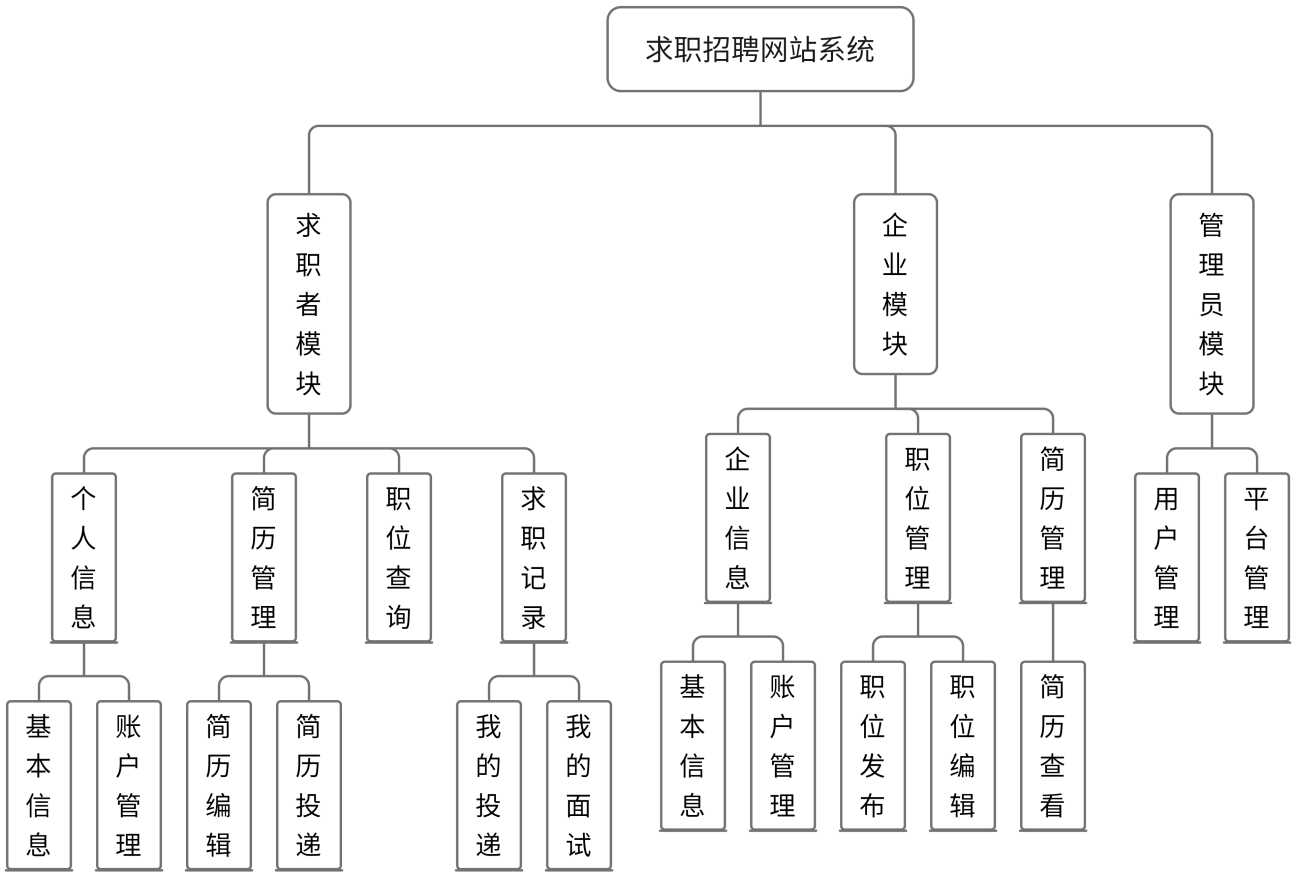 求职招聘网站系统
求职者模块
企业模块
管理员模块
个人信息
简历管理
职位查询
求职记录
企业信息
职位管理
简历管理
用户管理
平台管理
基本信息
账户管理
简历编辑
简历投递
我的投递
我的面试
基本信息
账户管理
职位发布
职位编辑
简历查看